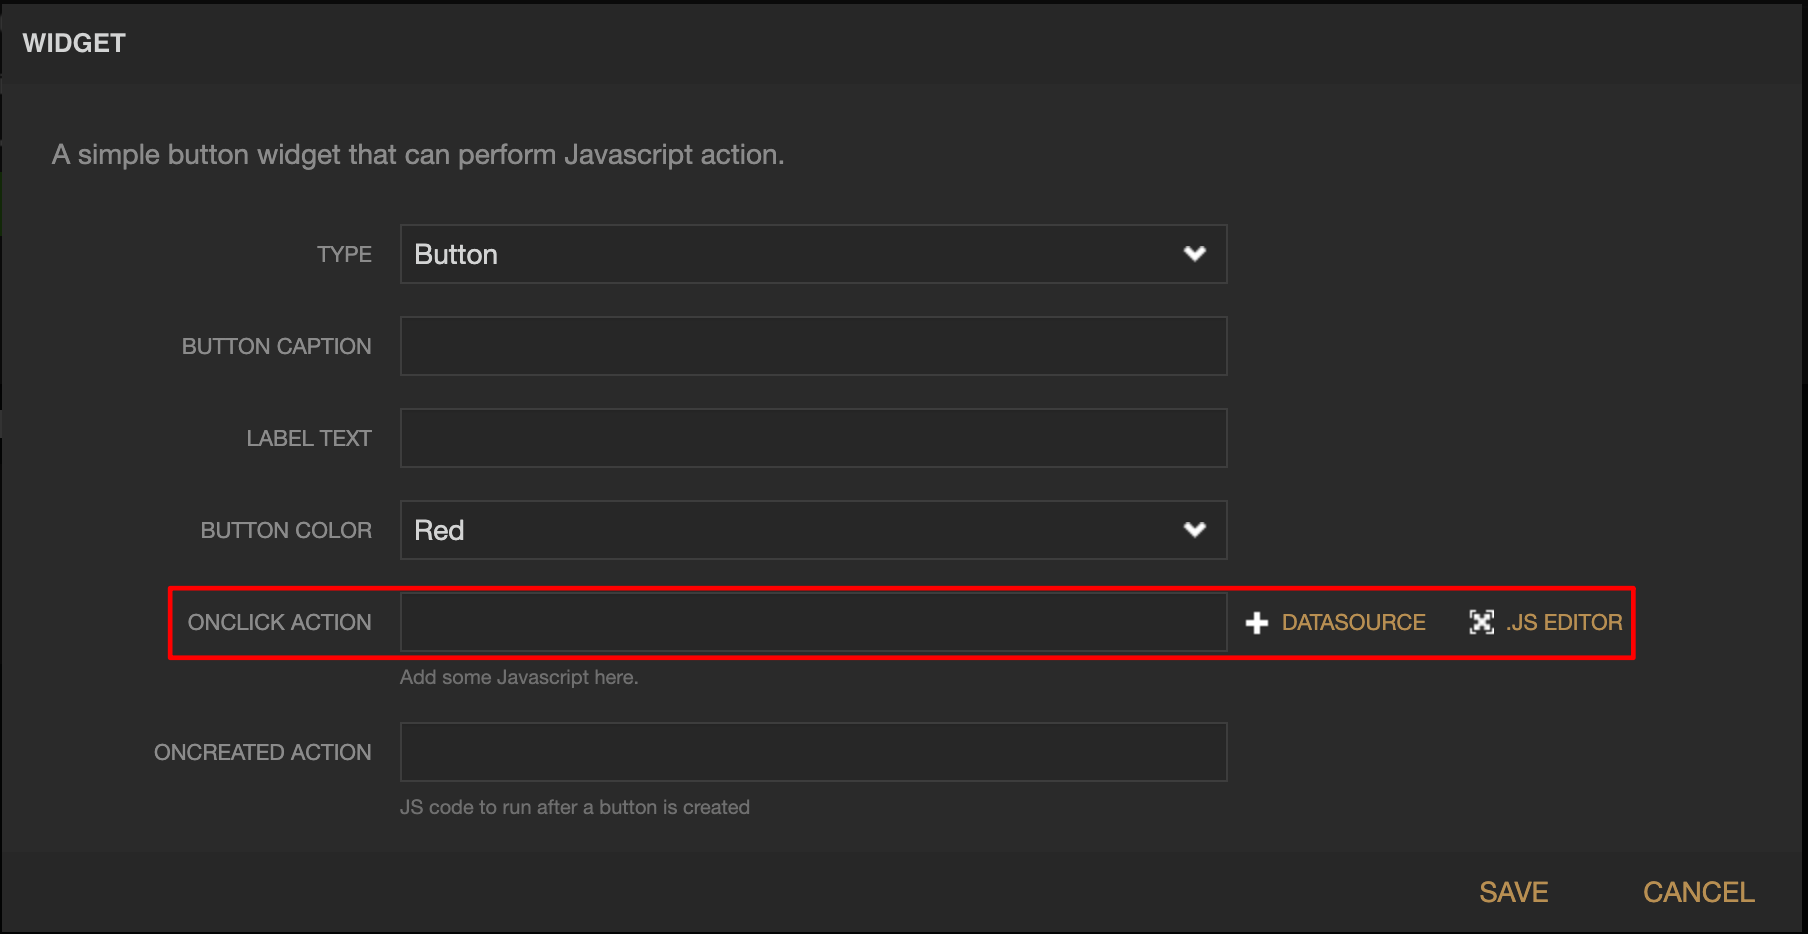 WIDGET
A simple button widget that can perform Javascript action.
TYPE Button
BUTTON CAPTION
LABEL TEXT
BUTTON COLOR Red
ONCLICK ACTION DATASOURCE .JS EDITOR
Add some Javascript here.
ONCREATED ACTION
JS code to run after a button is created
SAVE CANCEL